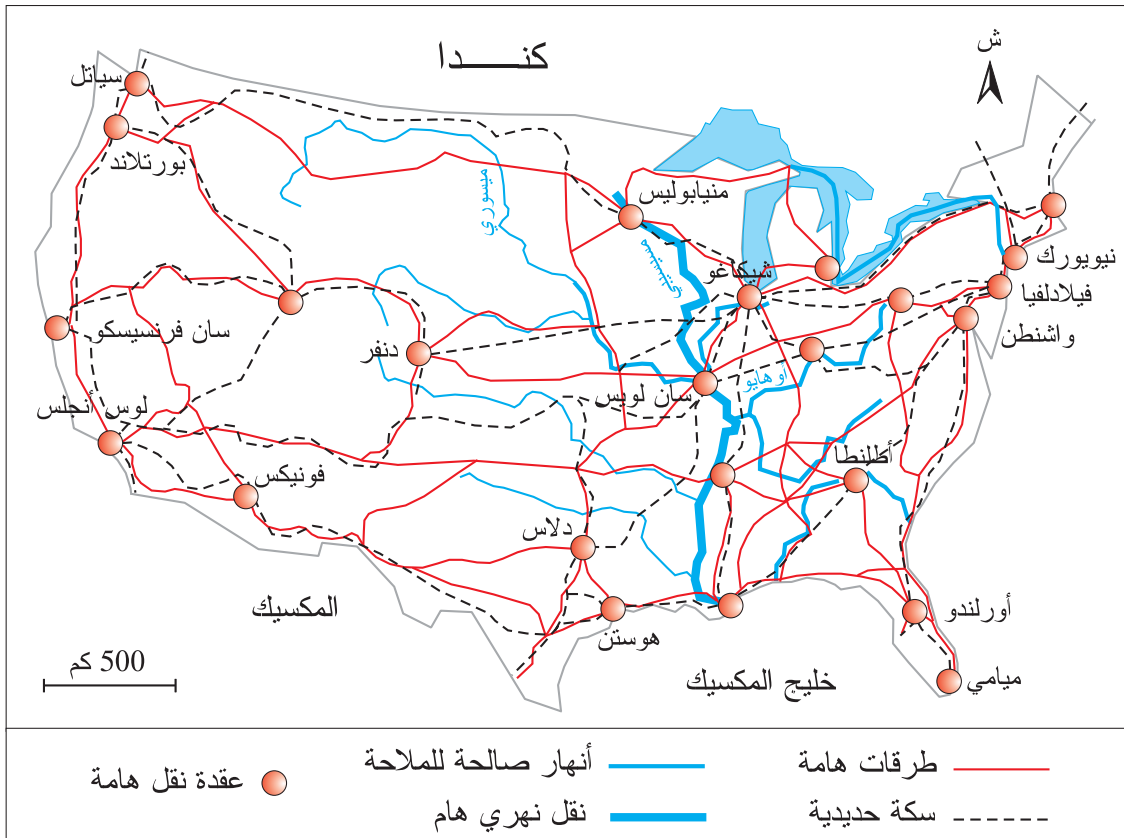 كنـــــدا
ش
سياتل
بورتلاند
ميسوري
منيابوليس
مسيسيبي
شيكاغو
نيويورك
فيلادلفيا
واشنطن
سان فرنسيسكو
دنفر
أوهايو
سان لويس
لوس أنجلس
أطلنطا
فونيكس
دلاس
المكسيك
هوستن
أورلندو
ميامي
خليج المكسيك
500 كم
طرقات هامة
أنهار صالحة للملاحة
عقدة نقل هامة
سكة حديدية
نقل نهري هام